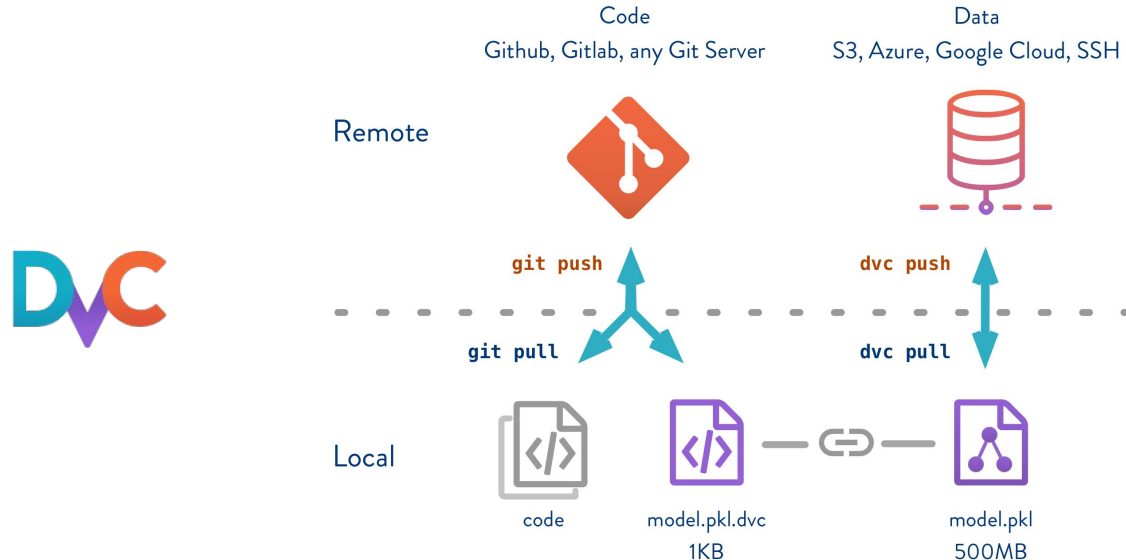 Code
Github, Gitlab, any Git Server
Data
S3, Azure, Google Cloud, SSH
Remote
DVC
git push
dvc push
git pull
dvc pull
Local
code
model.pkl.dvc
1KB
model.pkl
500MB